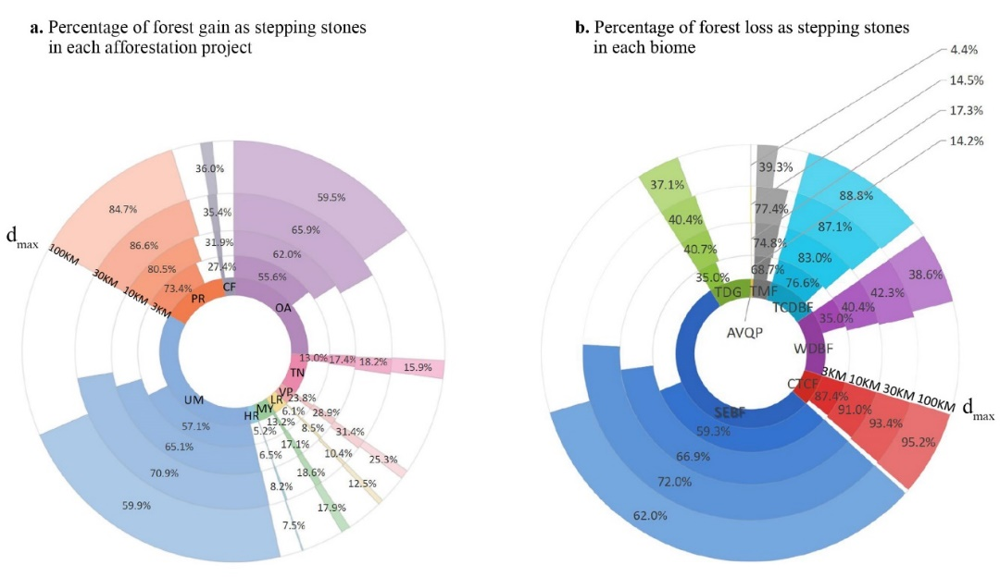 a. Percentage of forest gain as stepping stones
in each afforestation project
b. Percentage of forest loss as stepping stones
in each biome
d max
100KM 30KM 10KM 3KM
PR
84.7%
86.6%
80.5%
73.4%
CF
36.0%
35.4%
31.9%
27.4%
OA
59.5%
65.9%
62.0%
55.6%
TN
13.0% 17.4% 18.2% 15.9%
VP
23.8%
28.9%
31.4%
25.3%
LR
6.1%
8.5%
10.4%
12.5%
MY
13.2%
17.1%
18.6%
17.9%
HR
5.2%
6.5%
8.2%
7.5%
UM
57.1%
65.1%
70.9%
59.9%
4.4%
14.5%
17.3%
14.2%
AVQP
TDG
37.1%
40.4%
40.7%
35.0%
TMF
39.3%
77.4%
74.8%
68.7%
TCDBF
88.8%
87.1%
83.0%
76.6%
WDBF
35.0%
40.4%
42.3%
38.6%
CTCF
87.4%
91.0%
93.4%
95.2%
3KM 10KM 30KM 100KM
d max
SEBF
59.3%
66.9%
72.0%
62.0%